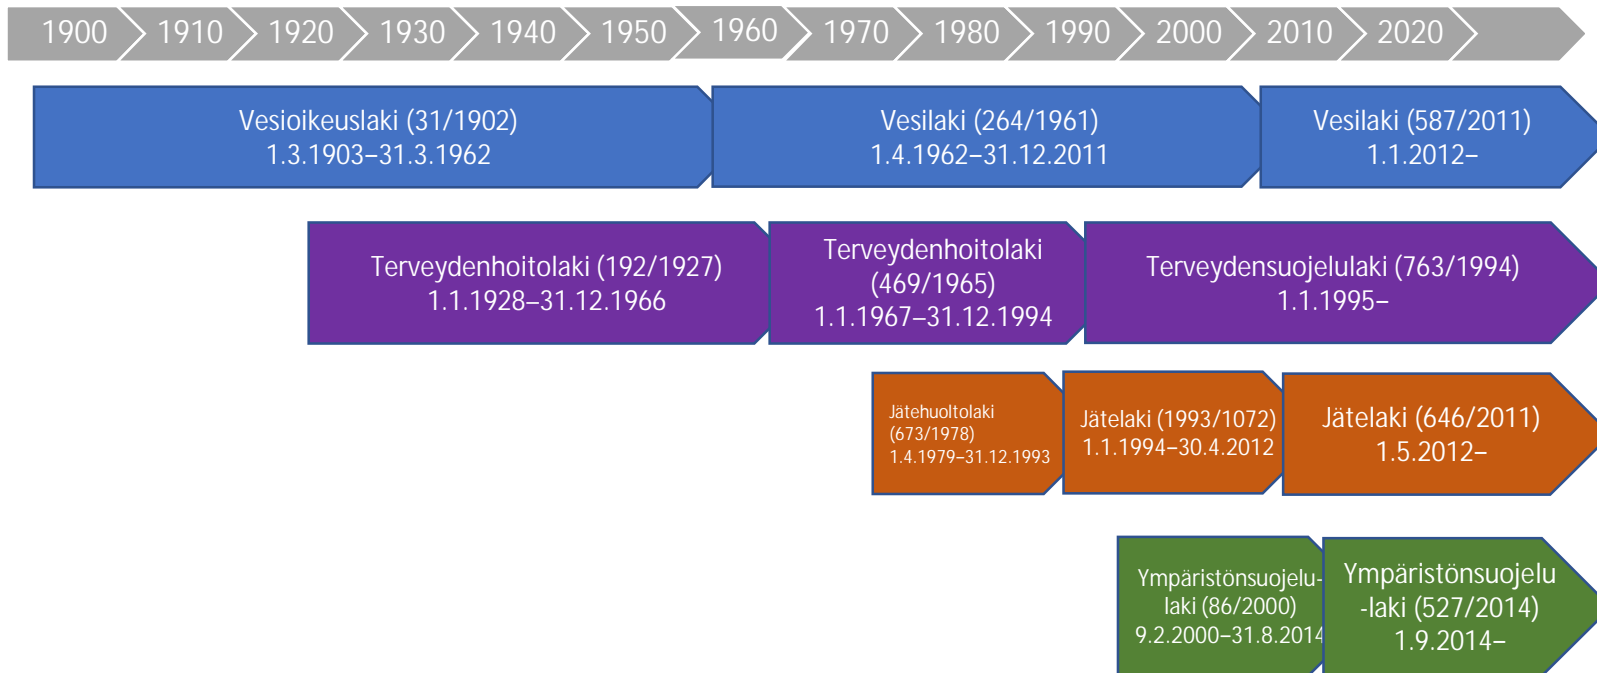 1900 1910 1920 1930 1940 1950 1960 1970 1980 1990 2000 2010 2020
Vesioikeuslaki (31/1902)
1.3.1903–31.3.1962
Vesilaki (264/1961)
1.4.1962–31.12.2011
Vesilaki (587/2011)
1.1.2012–
Terveydenhoitolaki (192/1927)
1.1.1928–31.12.1966
Terveydenhoitolaki
(469/1965)
1.1.1967–31.12.1994
Terveydensuojelulaki (763/1994)
1.1.1995–
Jätehuoltolaki
(673/1978)
1.4.1979–31.12.1993
Jätelaki (1993/1072)
1.1.1994–30.4.2012
Jätelaki (646/2011)
1.5.2012–
Ympäristönsuojelu-
laki (86/2000)
9.2.2000–31.8.2014
Ympäristönsuojelu
-laki (527/2014)
1.9.2014–